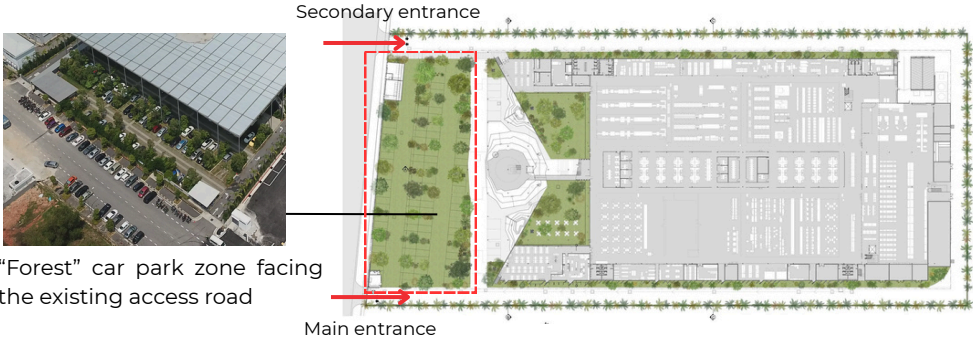 Secondary entrance
“Forest” car park zone facing
the existing access road
Main entrance